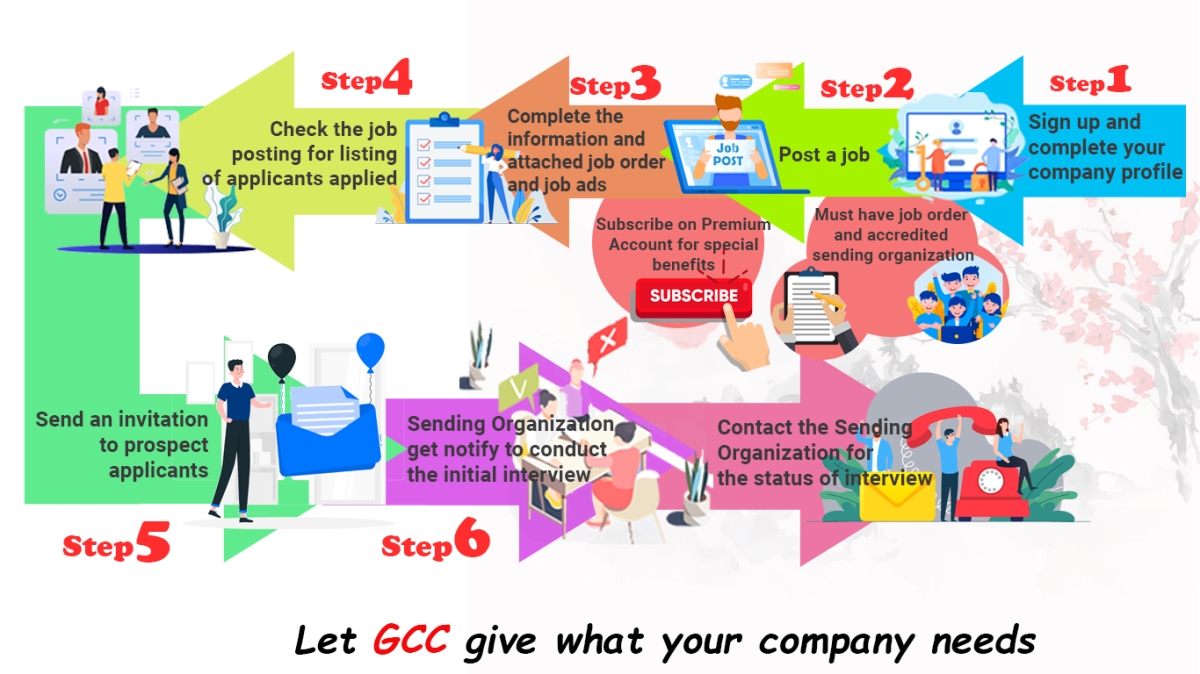 Step1
Sign up and
complete your
company profile
Step2
Post a job
Must have job order
and accredited
sending organization
Step3
Complete the
information and
attached job order
and job ads
Job
POST
Subscribe on Premium
Account for special
benefits
SUBSCRIBE
Step4
Check the job
posting for listing
of applicants applied
Send an invitation
to prospect
applicants
Step5
Sending Organization
get notify to conduct
the initial interview
Step6
V
X
Contact the Sending
Organization for
the status of interview
Let GCC give what your company needs